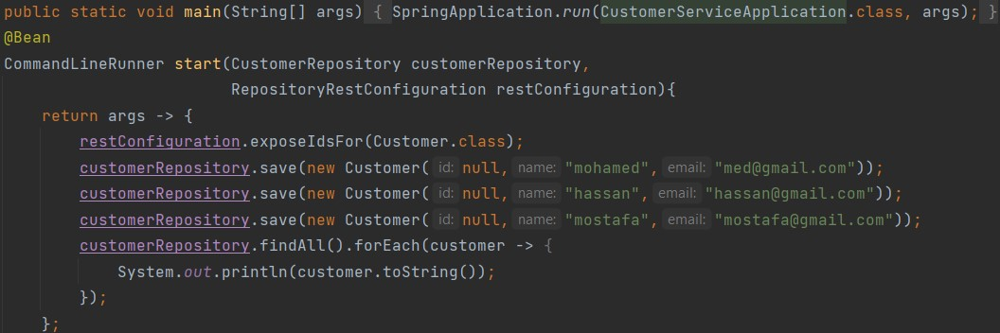 public static void main(String[] args) { SpringApplication.run(CustomerServiceApplication.class, args); }
@Bean
CommandLineRunner start(CustomerRepository customerRepository,
                        RepositoryRestConfiguration restConfiguration){
    return args -> {
        restConfiguration.exposeIdsFor(Customer.class);
        customerRepository.save(new Customer( id: null, name: "mohamed", email: "med@gmail.com"));
        customerRepository.save(new Customer( id: null, name: "hassan", email: "hassan@gmail.com"));
        customerRepository.save(new Customer( id: null, name: "mostafa", email: "mostafa@gmail.com"));
        customerRepository.findAll().forEach(customer -> {
            System.out.println(customer.toString());
        });
    };